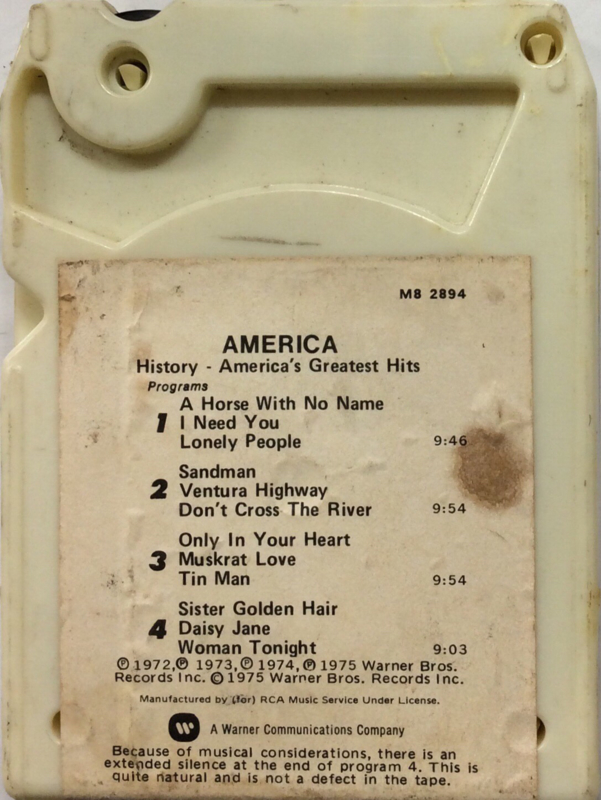 M8 2894
AMERICA
History - America's Greatest Hits
Programs
A Horse With No Name
1 I Need You
Lonely People 9:46
Sandman
2 Ventura Highway
Don't Cross The River 9:54
Only In Your Heart
3 Muskrat Love
Tin Man 9:54
Sister Golden Hair
4 Daisy Jane
Woman Tonight 9:03
℗ 1972, ℗ 1973, ℗ 1974, ℗ 1975 Warner Bros.
Records Inc. © 1975 Warner Bros. Records Inc.
Manufactured by (for) RCA Music Service Under License.
A Warner Communications Company
Because of musical considerations, there is an
extended silence at the end of program 4. This is
quite natural and is not a defect in the tape.